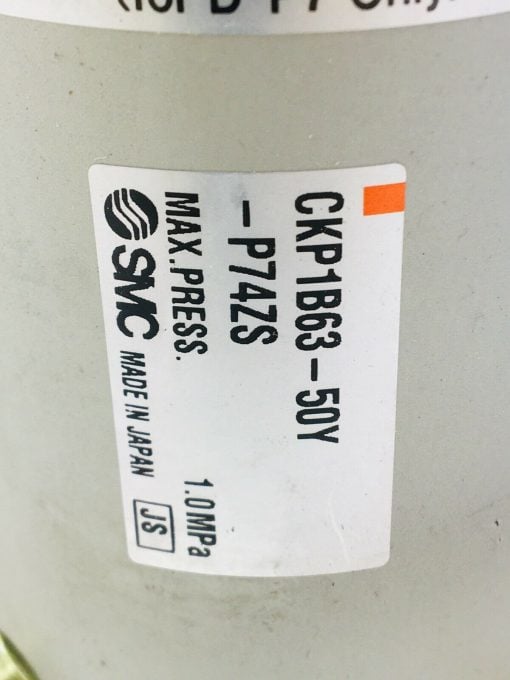 CKP1B63-50Y
-P74ZS
MAX.PRESS. 1.0MPa
SMC MADE IN JAPAN JS